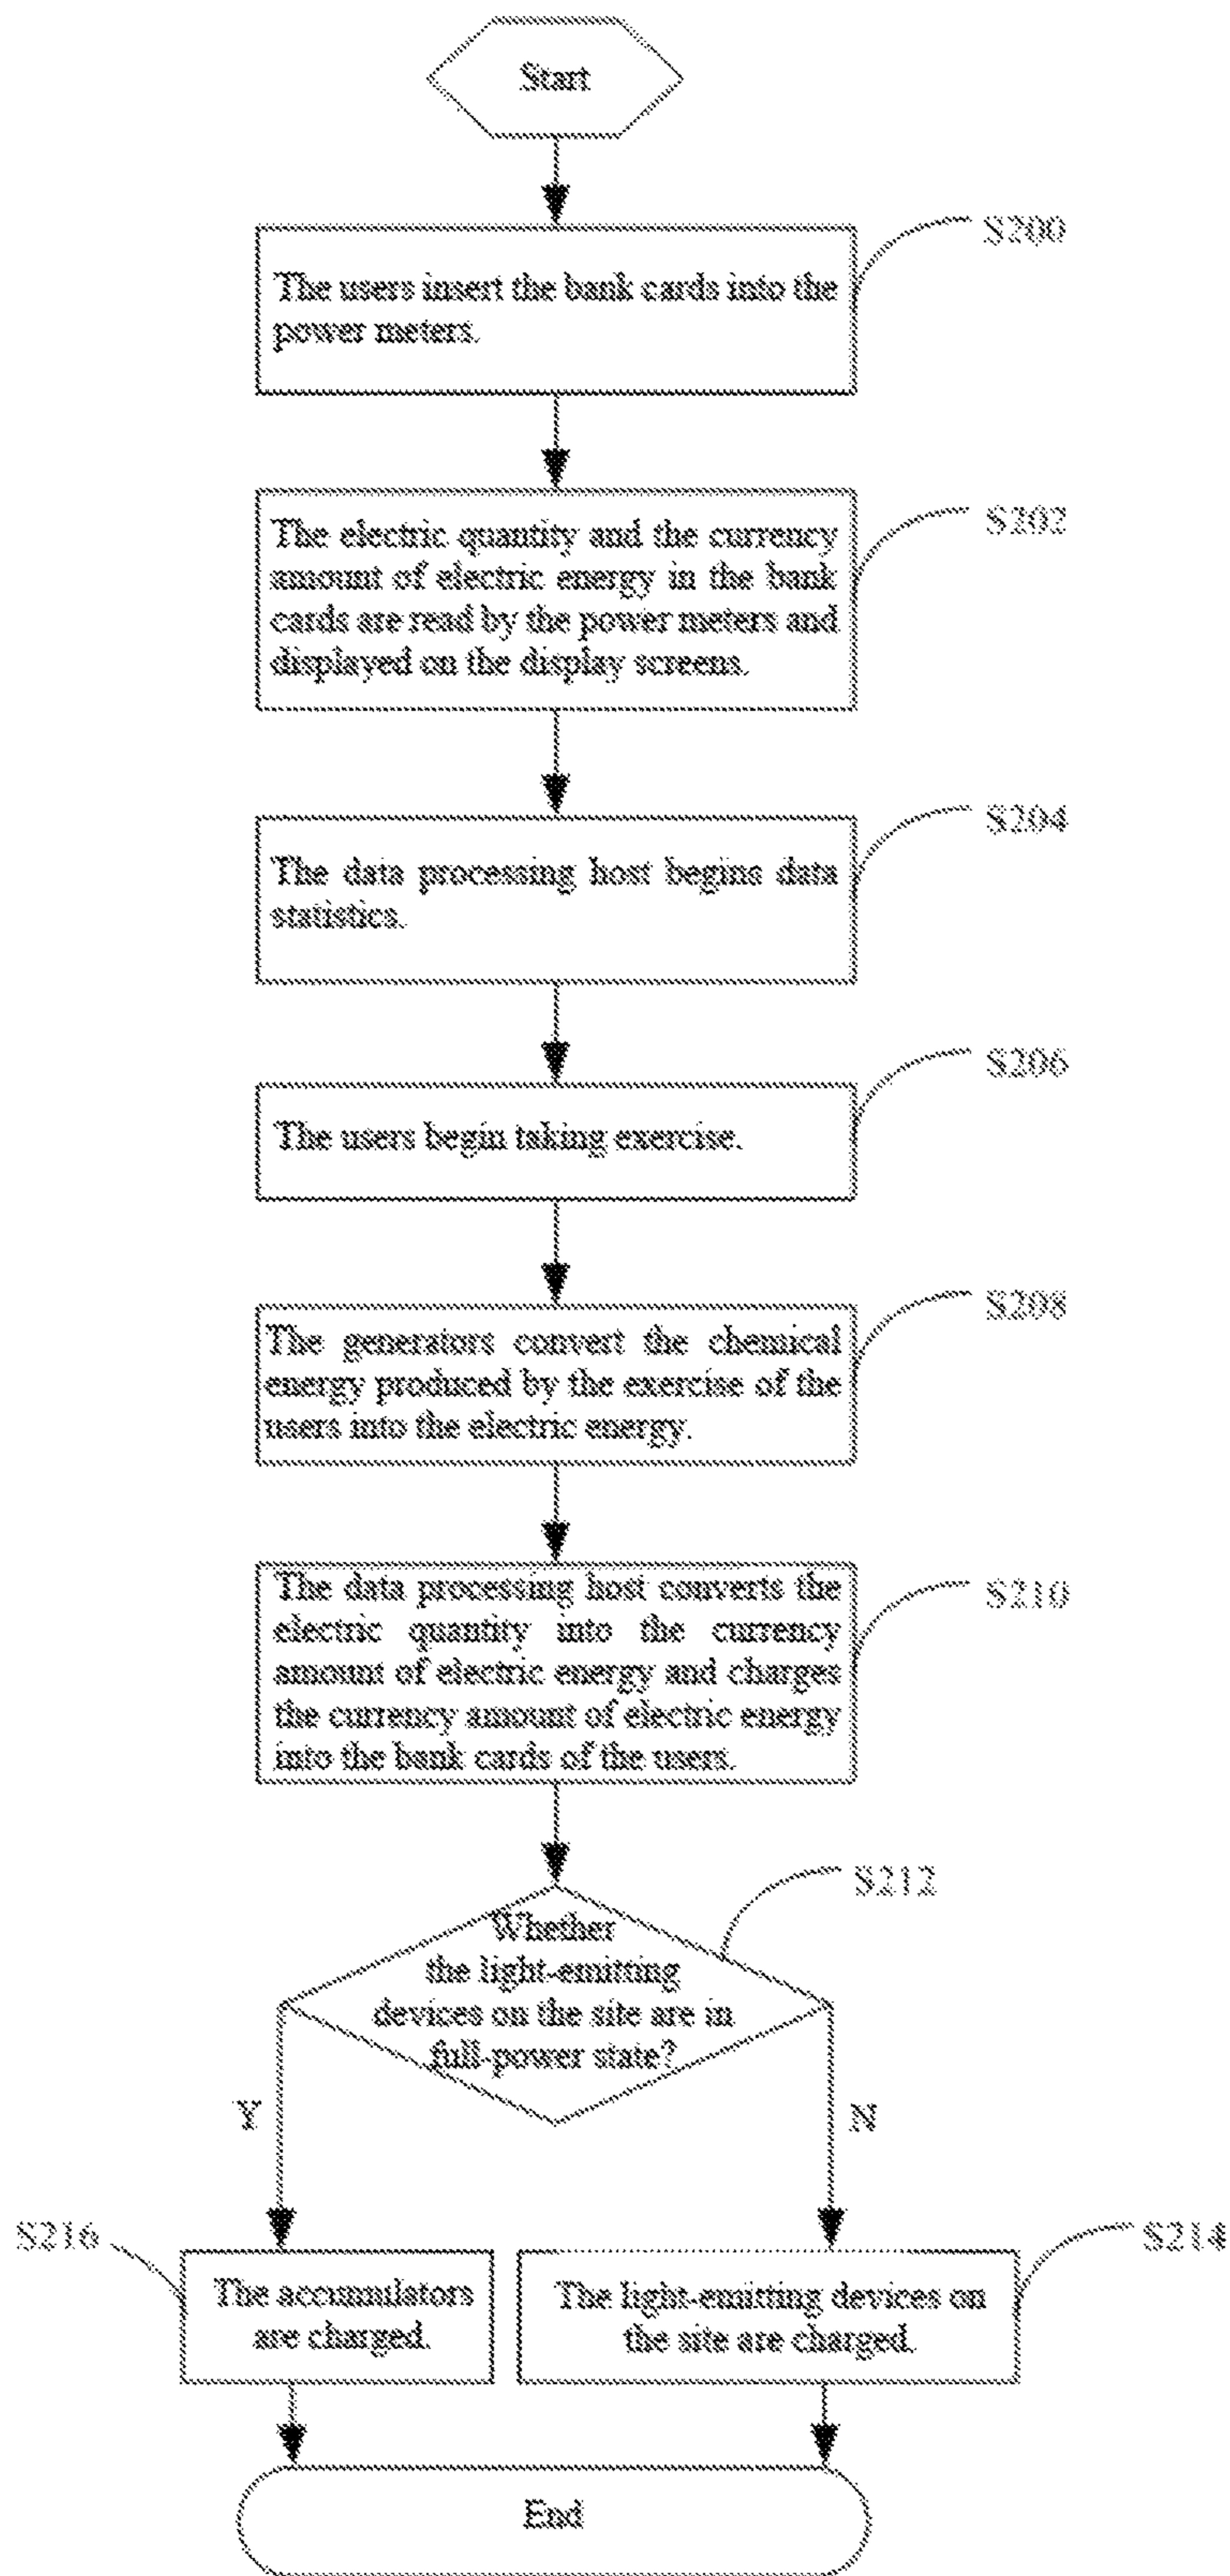 Start
S200
The users insert the bank cards into the
power meters.
S202
The electric quantity and the currency
amount of electric energy in the bank
cards are read by the power meters and
displayed on the display screens.
S204
The data processing host begins data
statistics.
S206
The users begin taking exercise.
S208
The generators convert the chemical
energy produced by the exercise of the
users into the electric energy.
S210
The data processing host converts the
electric quantity into the currency
amount of electric energy and charges
the currency amount of electric energy
into the bank cards of the users.
S212
Whether
the light-emitting
devices on the site are in
full-power state?
Y
N
S216
The accumulators
are charged.
S214
The light-emitting devices on
the site are charged.
End